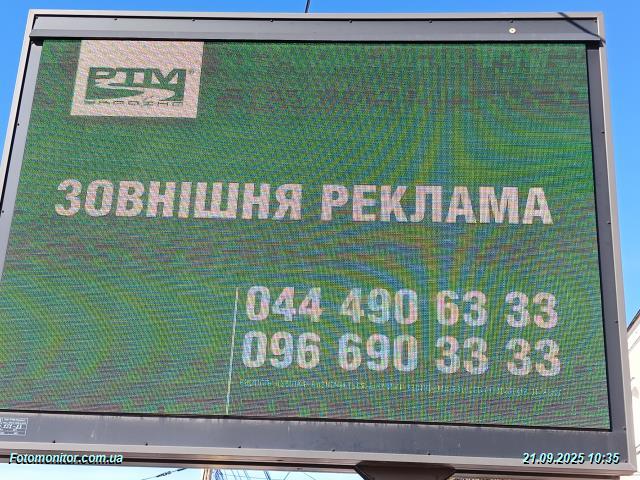 РТМ®
УКРАЇНА
ЗОВНІШНЯ РЕКЛАМА
044 490 63 33
096 690 33 33
Fotomonitor.com.ua
21.09.2025 10:35